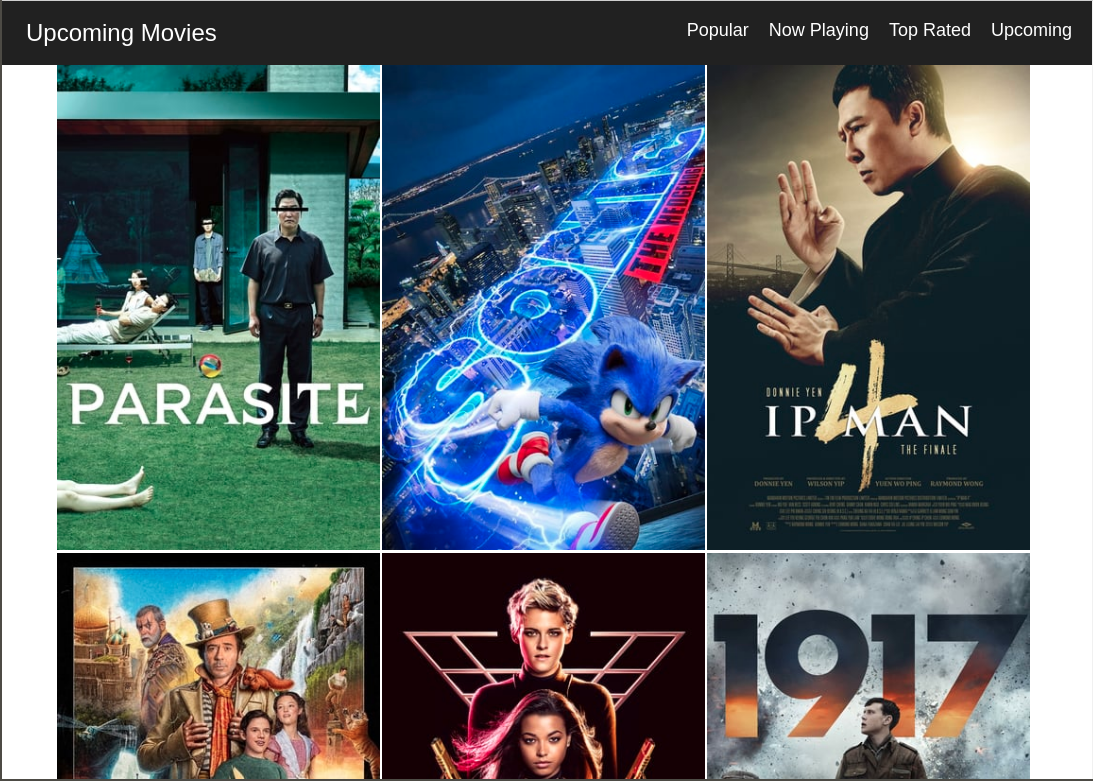 Upcoming Movies
Popular Now Playing Top Rated Upcoming
PARASITE
SONIC
THE HEDGEHOG
DONNIE YEN
IP MAN
4
THE FINALE
DONNIE YEN WILSON YIP YUEN WO PING RAYMOND WONG
1917